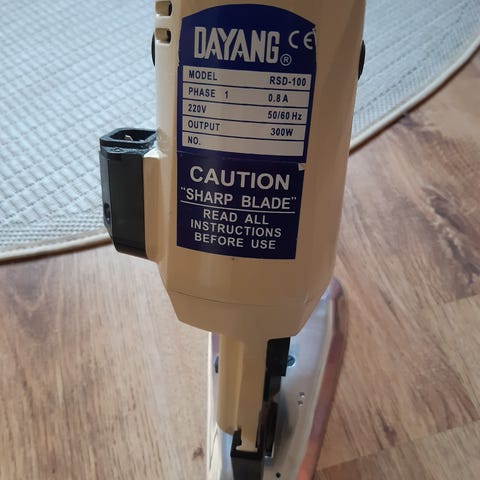 DAYANG ® CE
MODEL RSD-100
PHASE 1 0.8 A
220V 50/60 Hz
OUTPUT 300W
NO.
CAUTION
"SHARP BLADE"
READ ALL
INSTRUCTIONS
BEFORE USE